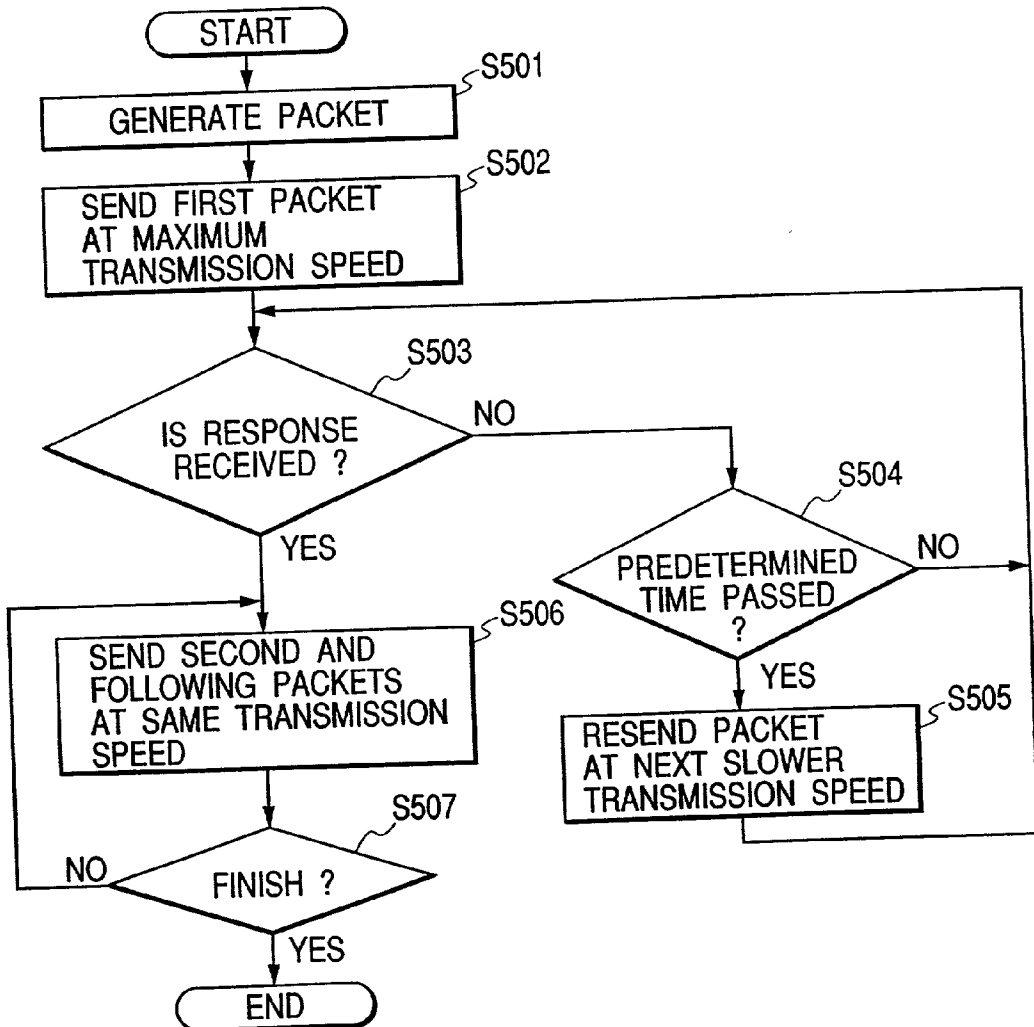 START
S501
GENERATE PACKET
S502
SEND FIRST PACKET
AT MAXIMUM
TRANSMISSION SPEED
S503
IS RESPONSE
RECEIVED ?
NO
YES
S504
PREDETERMINED
TIME PASSED
?
NO
YES
S505
RESEND PACKET
AT NEXT SLOWER
TRANSMISSION SPEED
S506
SEND SECOND AND
FOLLOWING PACKETS
AT SAME TRANSMISSION
SPEED
S507
FINISH ?
NO
YES
END